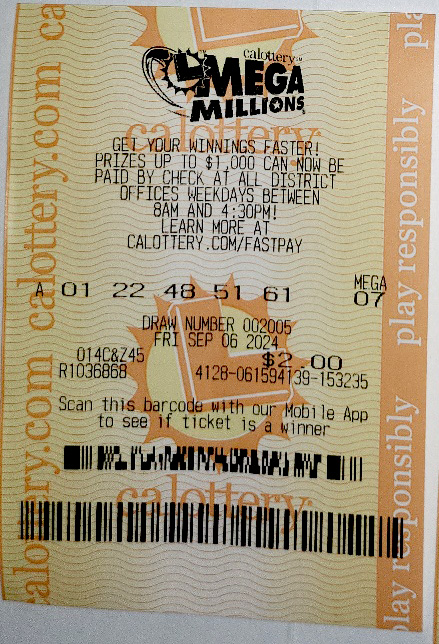 calottery
MEGA
MILLIONS
GET YOUR WINNINGS FASTER!
PRIZES UP TO $1,000 CAN NOW BE
PAID BY CHECK AT ALL DISTRICT
OFFICES WEEKDAYS BETWEEN
8AM AND 4:30PM!
LEARN MORE AT
CALOTTERY.COM/FASTPAY
MEGA
A 01 22 48 51 61 07
DRAW NUMBER 002005
FRI SEP 06 2024
014C&Z45 $2.00
R1036868 4128-061594139-153235
Scan this barcode with our Mobile App
to see if ticket is a winner
calottery
calottery
calottery.com calottery.com ca
play responsibly play responsibly pla